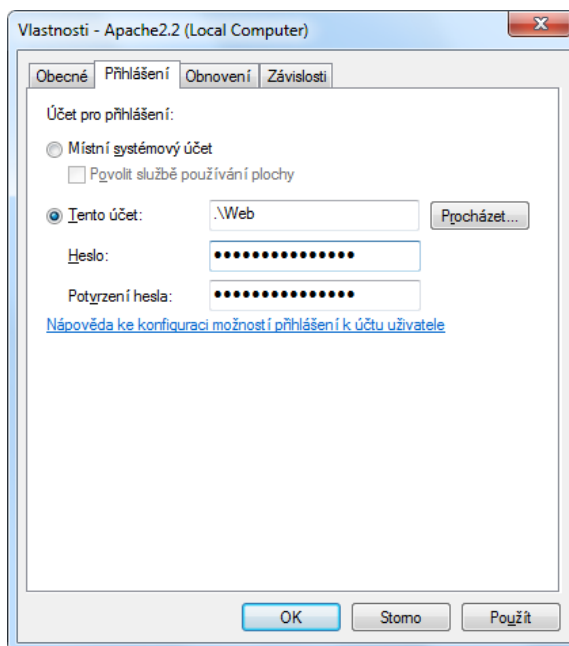 Vlastnosti - Apache2.2 (Local Computer)
Obecné Přihlášení Obnovení Závislosti
Účet pro přihlášení:
Místní systémový účet
Povolit službě používání plochy
Tento účet: .\Web Procházet...
Heslo: ●●●●●●●●●●●●●●●
Potvrzení hesla: ●●●●●●●●●●●●●●●
Nápověda ke konfiguraci možností přihlášení k účtu uživatele
OK Storno Použít